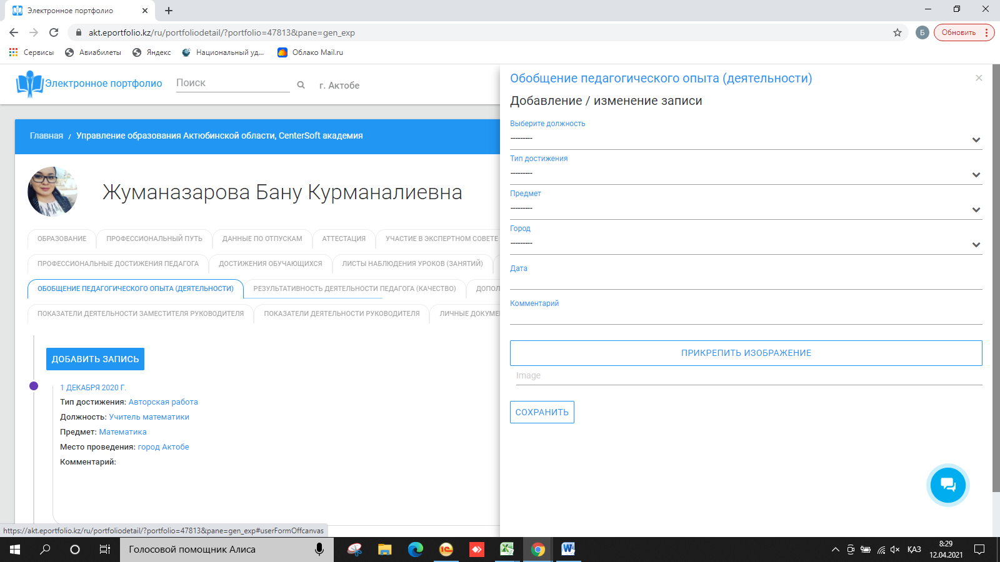 Электронное портфолио
akt.eportfolio.kz/ru/portfoliodetail/?portfolio=47813&pane=gen_exp
Б
Обновить
Сервисы
Авиабилеты
Яндекс
Национальный уд...
Облако Mail.ru
Электронное портфолио
Поиск
г. Актобе
Главная / Управление образования Актюбинской области, CenterSoft академия
Жуманазарова Бану Курманалиевна
ОБРАЗОВАНИЕ
ПРОФЕССИОНАЛЬНЫЙ ПУТЬ
ДАННЫЕ ПО ОТПУСКАМ
АТТЕСТАЦИЯ
УЧАСТИЕ В ЭКСПЕРТНОМ СОВЕТЕ
ПРОФЕССИОНАЛЬНЫЕ ДОСТИЖЕНИЯ ПЕДАГОГА
ДОСТИЖЕНИЯ ОБУЧАЮЩИХСЯ
ЛИСТЫ НАБЛЮДЕНИЯ УРОКОВ (ЗАНЯТИЙ)
ОБОБЩЕНИЕ ПЕДАГОГИЧЕСКОГО ОПЫТА (ДЕЯТЕЛЬНОСТИ)
РЕЗУЛЬТАТИВНОСТЬ ДЕЯТЕЛЬНОСТИ ПЕДАГОГА (КАЧЕСТВО)
ДОПОЛ
ПОКАЗАТЕЛИ ДЕЯТЕЛЬНОСТИ ЗАМЕСТИТЕЛЯ РУКОВОДИТЕЛЯ
ПОКАЗАТЕЛИ ДЕЯТЕЛЬНОСТИ РУКОВОДИТЕЛЯ
ЛИЧНЫЕ ДОКУМЕ
ДОБАВИТЬ ЗАПИСЬ
1 ДЕКАБРЯ 2020 Г.
Тип достижения: Авторская работа
Должность: Учитель математики
Предмет: Математика
Место проведения: город Актобе
Комментарий:
Обобщение педагогического опыта (деятельности)
Добавление / изменение записи
Выберите должность
---------
Тип достижения
---------
Предмет
---------
Город
---------
Дата
Комментарий
ПРИКРЕПИТЬ ИЗОБРАЖЕНИЕ
Image
СОХРАНИТЬ
https://akt.eportfolio.kz/ru/portfoliodetail/?portfolio=47813&pane=gen_exp#userFormOffcanvas
Голосовой помощник Алиса
ҚАЗ
8:29
12.04.2021